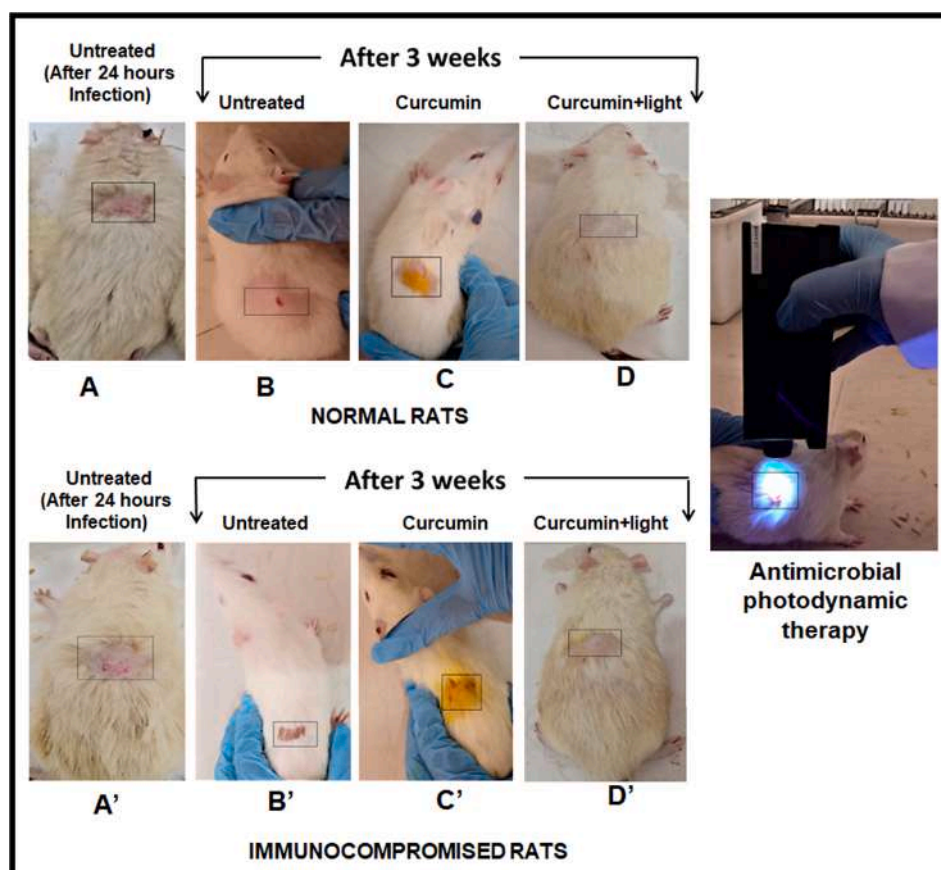 Untreated
(After 24 hours
Infection)
After 3 weeks
Untreated
Curcumin
Curcumin+light
A
B
C
D
NORMAL RATS
Untreated
(After 24 hours
Infection)
After 3 weeks
Untreated
Curcumin
Curcumin+light
A’
B’
C’
D’
IMMUNOCOMPROMISED RATS
Antimicrobial
photodynamic
therapy